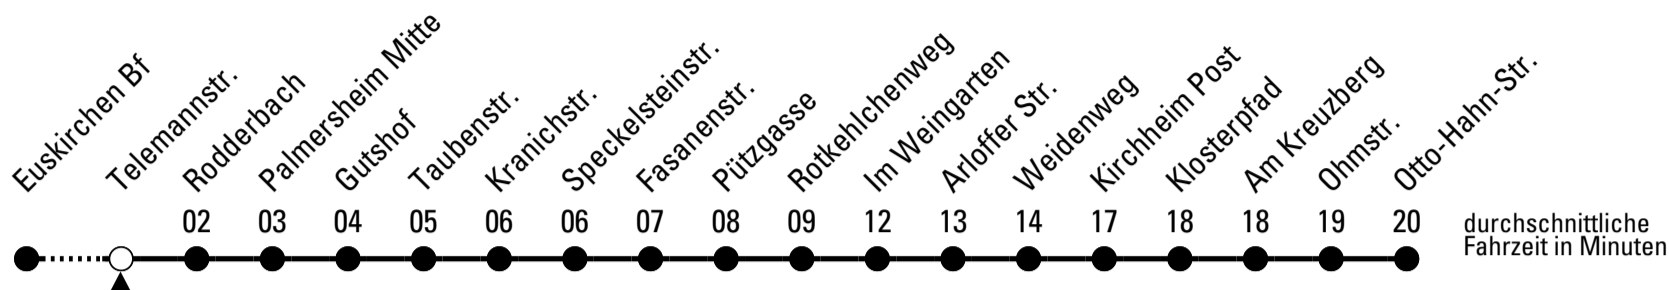 Euskirchen Bf
Telemannstr.
Rodderbach
Palmersheim Mitte
Gutshof
Taubenstr.
Kranichstr.
Speckelsteinstr.
Fasanenstr.
Pützgasse
Rotkehlchenweg
Im Weingarten
Arloffer Str.
Weidenweg
Kirchheim Post
Klosterpfad
Am Kreuzberg
Ohmstr.
Otto-Hahn-Str.
02 03 04 05 06 06 07 08 09 12 13 14 17 18 18 19 20
durchschnittliche
Fahrzeit in Minuten